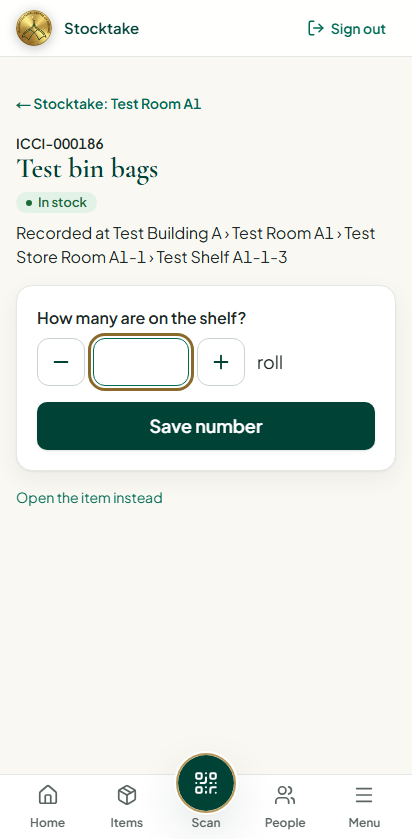 Stocktake
Sign out
← Stocktake: Test Room A1
ICCI-000186
Test bin bags
In stock
Recorded at Test Building A › Test Room A1 › Test
Store Room A1-1 › Test Shelf A1-1-3
How many are on the shelf?
− + roll
Save number
Open the item instead
Home Items Scan People Menu